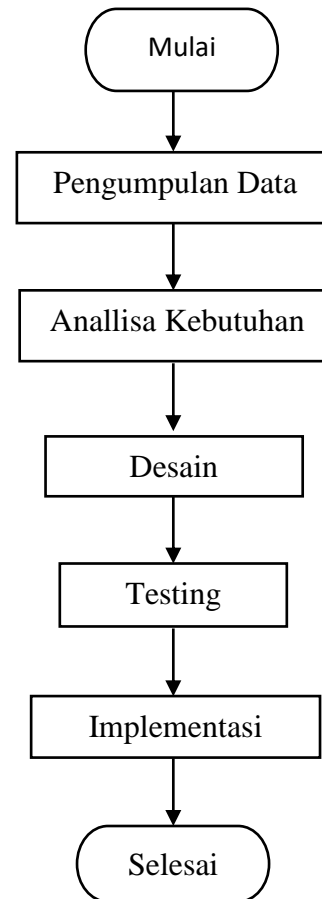 Mulai
Pengumpulan Data
Anallisa Kebutuhan
Desain
Testing
Implementasi
Selesai